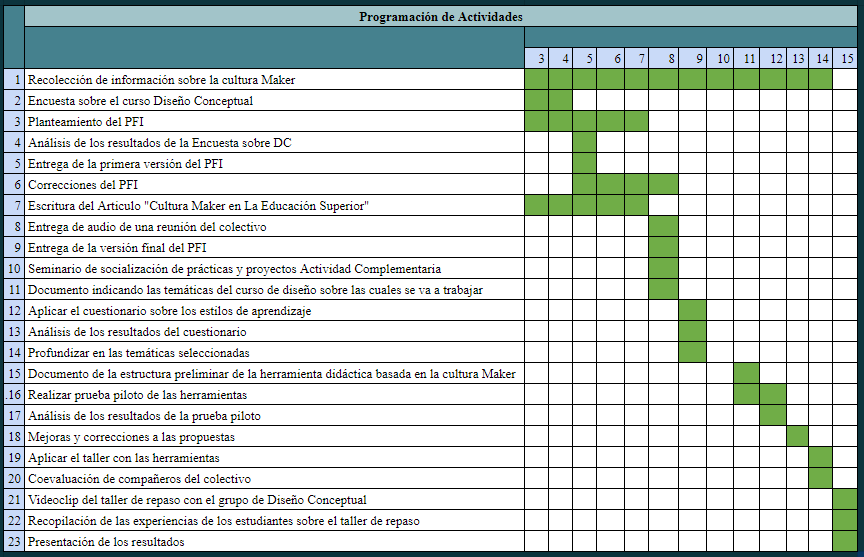 Programación de Actividades
3 4 5 6 7 8 9 10 11 12 13 14 15
1 Recolección de información sobre la cultura Maker
2 Encuesta sobre el curso Diseño Conceptual
3 Planteamiento del PFI
4 Análisis de los resultados de la Encuesta sobre DC
5 Entrega de la primera versión del PFI
6 Correcciones del PFI
7 Escritura del Articulo "Cultura Maker en La Educación Superior"
8 Entrega de audio de una reunión del colectivo
9 Entrega de la versión final del PFI
10 Seminario de socialización de prácticas y proyectos Actividad Complementaria
11 Documento indicando las temáticas del curso de diseño sobre las cuales se va a trabajar
12 Aplicar el cuestionario sobre los estilos de aprendizaje
13 Análisis de los resultados del cuestionario
14 Profundizar en las temáticas seleccionadas
15 Documento de la estructura preliminar de la herramienta didáctica basada en la cultura Maker
.16 Realizar prueba piloto de las herramientas
17 Análisis de los resultados de la prueba piloto
18 Mejoras y correcciones a las propuestas
19 Aplicar el taller con las herramientas
20 Coevaluación de compañeros del colectivo
21 Videoclip del taller de repaso con el grupo de Diseño Conceptual
22 Recopilación de las experiencias de los estudiantes sobre el taller de repaso
23 Presentación de los resultados